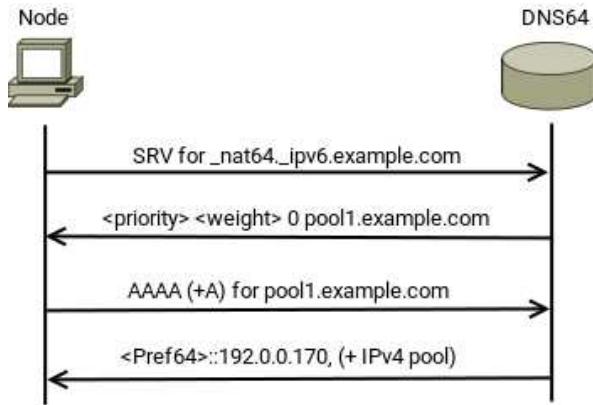 Node
DNS64
SRV for _nat64._ipv6.example.com
<priority> <weight> 0 pool1.example.com
AAAA (+A) for pool1.example.com
<Pref64>::192.0.0.170, (+ IPv4 pool)